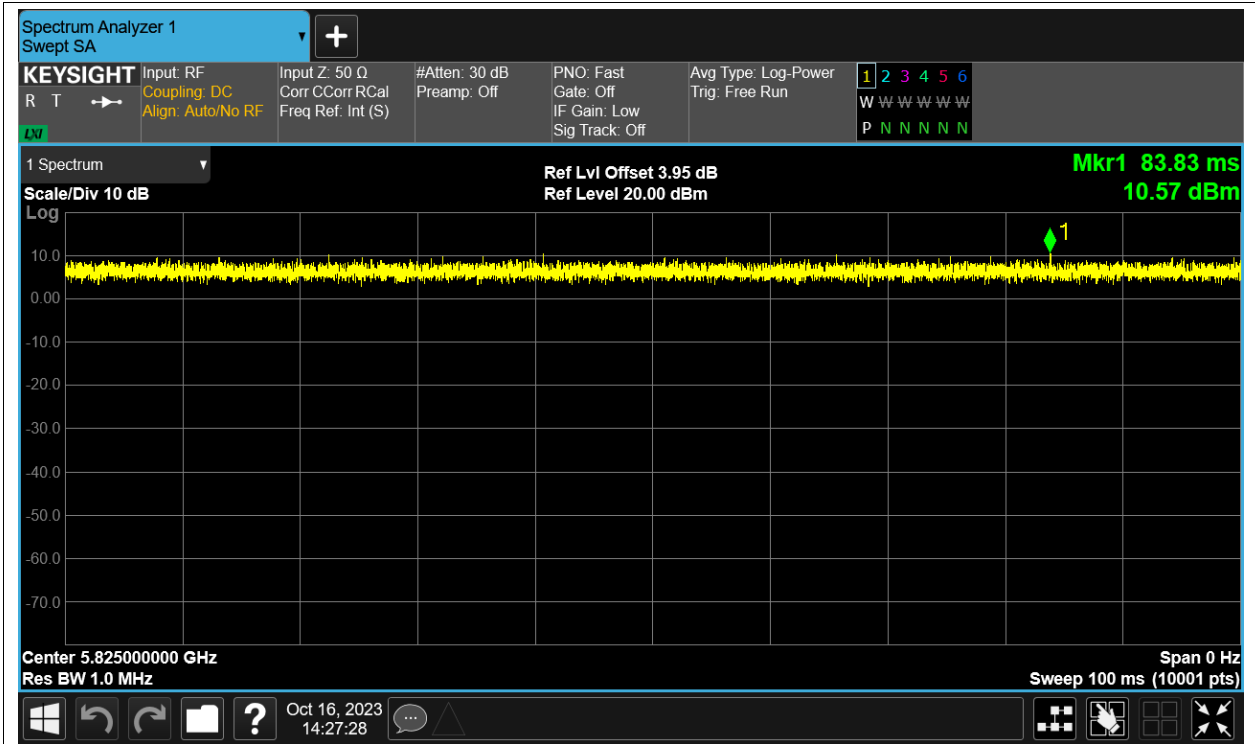 Spectrum Analyzer 1
Swept SA
KEYSIGHT
R T
LXI
Input: RF
Coupling: DC
Align: Auto/No RF
Input Z: 50 Ω
Corr CCorr RCal
Freq Ref: Int (S)
#Atten: 30 dB
Preamp: Off
PNO: Fast
Gate: Off
IF Gain: Low
Sig Track: Off
Avg Type: Log-Power
Trig: Free Run
1 2 3 4 5 6
W W W W W W
P N N N N N
1 Spectrum
Scale/Div 10 dB
Ref Lvl Offset 3.95 dB
Ref Level 20.00 dBm
Mkr1 83.83 ms
10.57 dBm
Log
1
10.0
0.00
-10.0
-20.0
-30.0
-40.0
-50.0
-60.0
-70.0
Center 5.825000000 GHz
Span 0 Hz
Res BW 1.0 MHz
Sweep 100 ms (10001 pts)
?
Oct 16, 2023
14:27:28